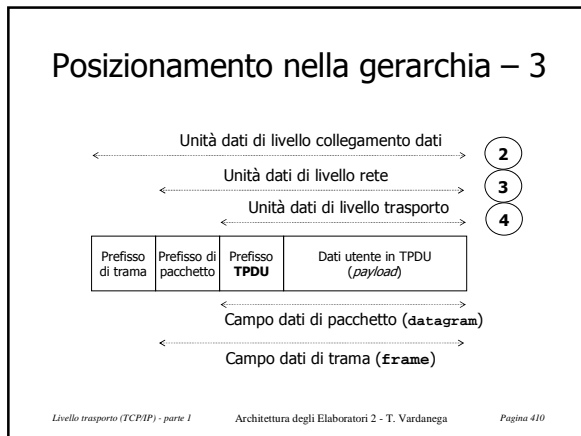 Posizionamento nella gerarchia – 3
Unità dati di livello collegamento dati
2
Unità dati di livello rete
3
Unità dati di livello trasporto
4
Prefisso
di trama
Prefisso di
pacchetto
Prefisso
TPDU
Dati utente in TPDU
(payload)
Campo dati di pacchetto (datagram)
Campo dati di trama (frame)
Livello trasporto (TCP/IP) - parte 1
Architettura degli Elaboratori 2 - T. Vardanega
Pagina 410